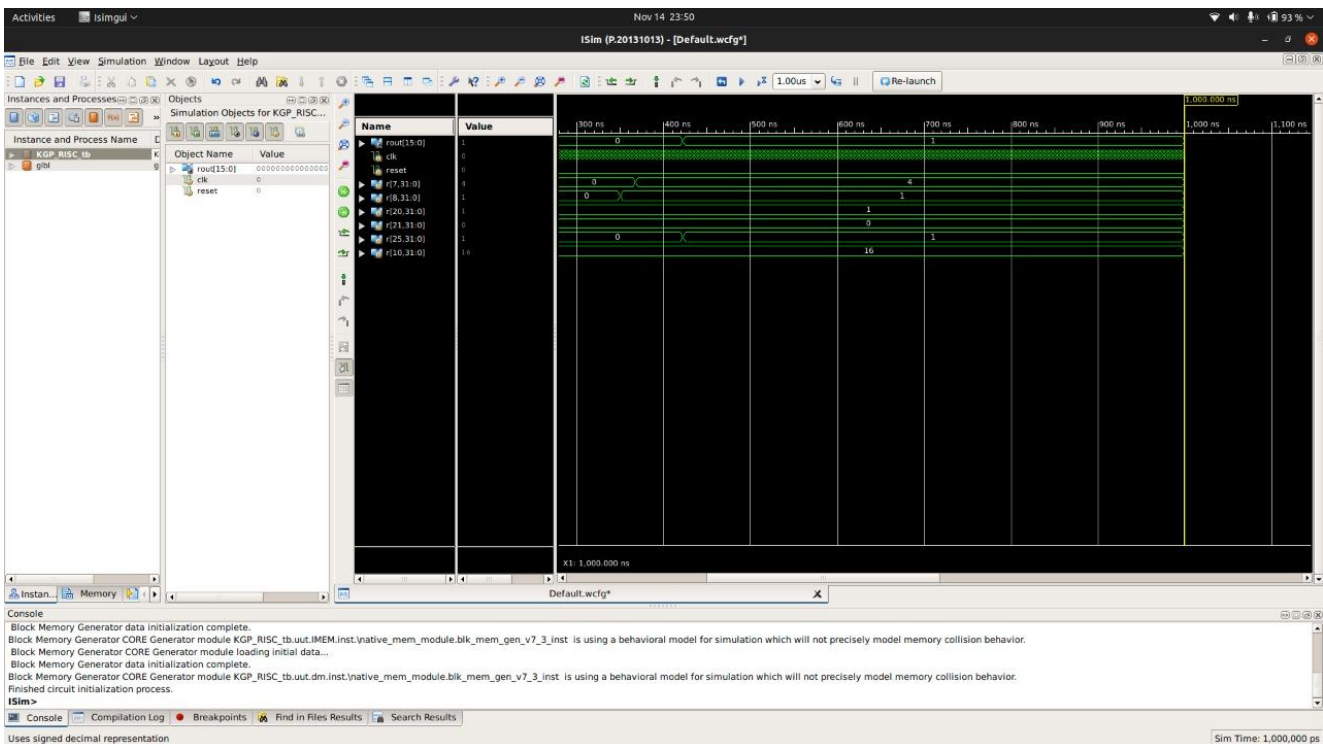 Activities Isimgui Nov 14 23:50 93 %
ISim (P.20131013) - [Default.wcfg*]
File Edit View Simulation Window Layout Help
1.00us Re-launch
Instances and Processes
Instance and Process Name
KGP_RISC_tb K
glbl g
Instan... Memory
Objects
Simulation Objects for KGP_RISC...
Object Name Value
rout[15:0] 000000000000000
clk 0
reset 0
Name Value
rout[15:0] 1
clk 0
reset 0
r[7,31:0] 4
r[8,31:0] 1
r[20,31:0] 1
r[21,31:0] 0
r[25,31:0] 1
r[10,31:0] 16
1,000.000 ns
300 ns 400 ns 500 ns 600 ns 700 ns 800 ns 900 ns 1,000 ns 1,100 ns
0 1
0 4
0 1
1
0
0 1
16
X1: 1,000.000 ns
Default.wcfg*
Console
Block Memory Generator data initialization complete.
Block Memory Generator CORE Generator module KGP_RISC_tb.uut.IMEM.inst.\native_mem_module.blk_mem_gen_v7_3_inst is using a behavioral model for simulation which will not precisely model memory collision behavior.
Block Memory Generator CORE Generator module loading initial data...
Block Memory Generator data initialization complete.
Block Memory Generator CORE Generator module KGP_RISC_tb.uut.dm.inst.\native_mem_module.blk_mem_gen_v7_3_inst is using a behavioral model for simulation which will not precisely model memory collision behavior.
Finished circuit initialization process.
ISim>
Console Compilation Log Breakpoints Find in Files Results Search Results
Uses signed decimal representation Sim Time: 1,000,000 ps